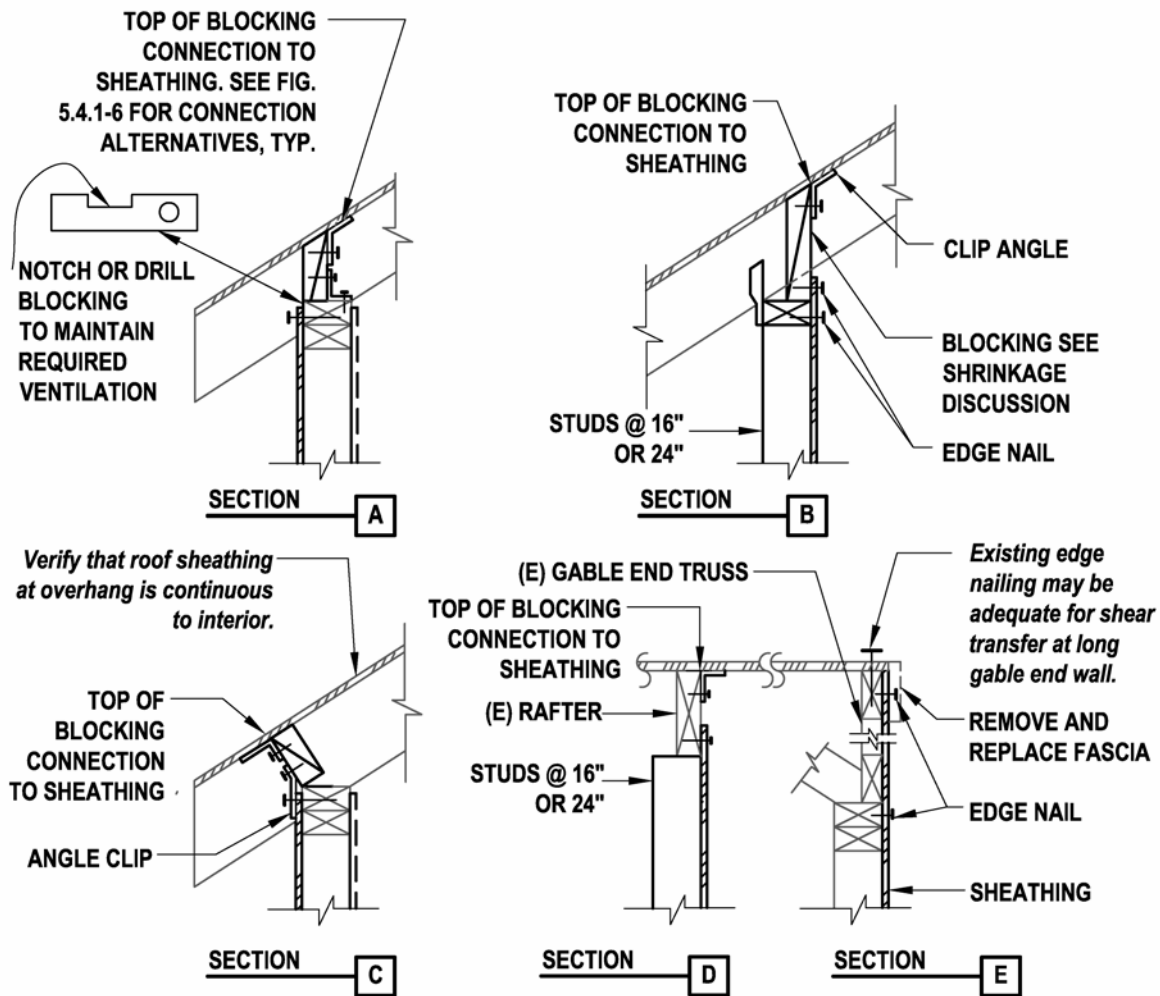 TOP OF BLOCKING
CONNECTION TO
SHEATHING. SEE FIG.
5.4.1-6 FOR CONNECTION
ALTERNATIVES, TYP.
NOTCH OR DRILL
BLOCKING
TO MAINTAIN
REQUIRED
VENTILATION
SECTION
A
TOP OF BLOCKING
CONNECTION TO
SHEATHING
CLIP ANGLE
BLOCKING SEE
SHRINKAGE
DISCUSSION
STUDS @ 16"
OR 24"
EDGE NAIL
SECTION
B
Verify that roof sheathing
at overhang is continuous
to interior.
TOP OF
BLOCKING
CONNECTION
TO SHEATHING
ANGLE CLIP
SECTION
C
(E) GABLE END TRUSS
TOP OF BLOCKING
CONNECTION TO
SHEATHING
(E) RAFTER
STUDS @ 16"
OR 24"
SECTION
D
Existing edge
nailing may be
adequate for shear
transfer at long
gable end wall.
REMOVE AND
REPLACE FASCIA
EDGE NAIL
SHEATHING
SECTION
E